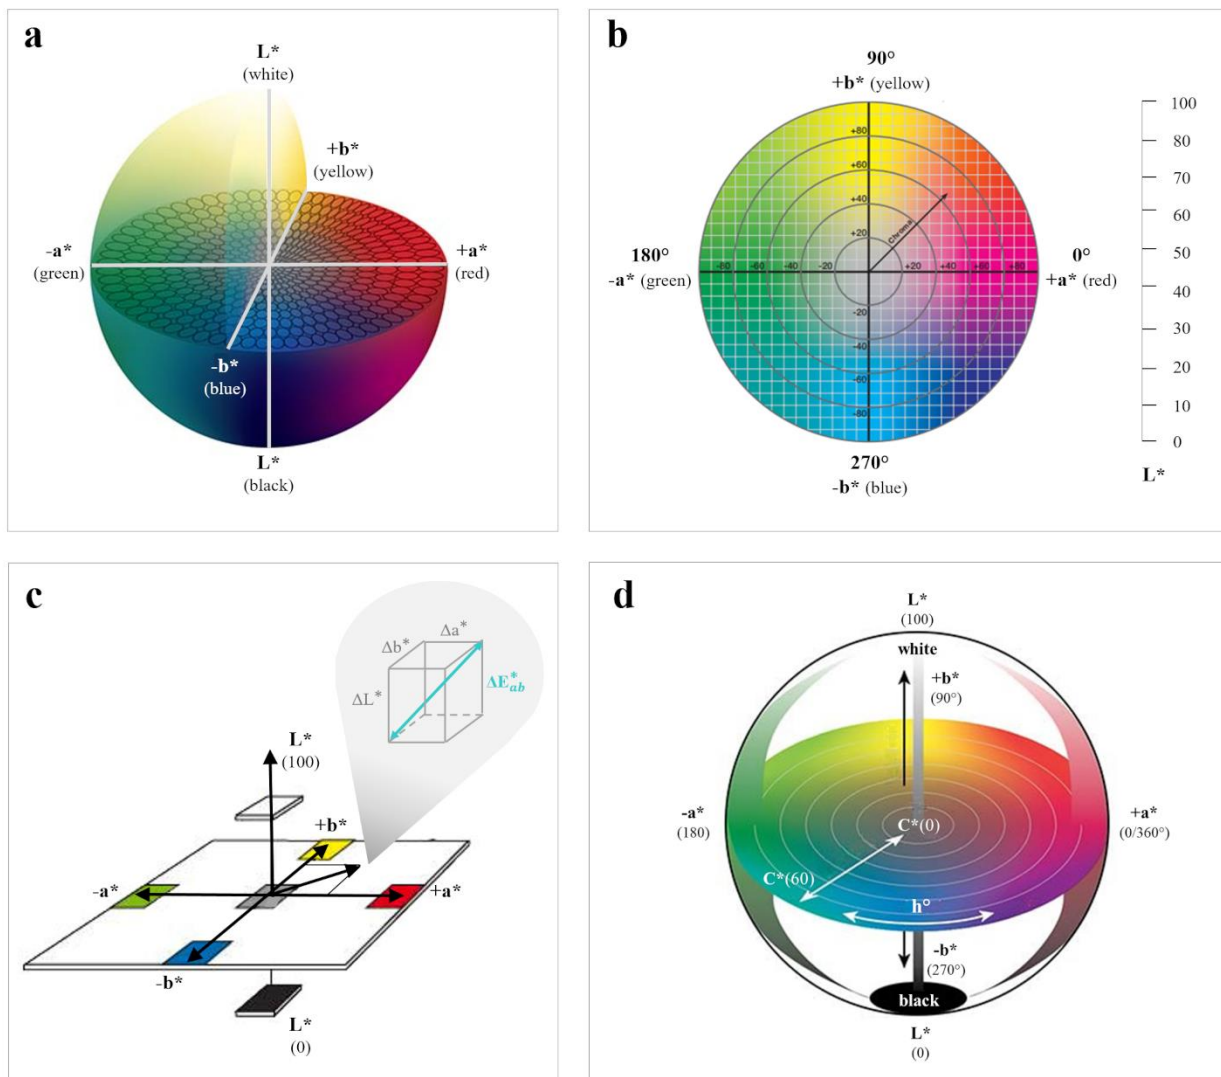 a
L*
(white)
+b*
(yellow)
-a*
(green)
+a*
(red)
-b*
(blue)
L*
(black)
b
90°
+b* (yellow)
+80
+60
+40
+20
Chroma
180°
-a* (green)
-80 -60 -40 +20 +40 +60 +80
0°
+a* (red)
-20
-40
-60
-80
270°
-b* (blue)
100
80
70
60
50
40
30
20
10
0
L*
c
Δa*
Δb*
ΔL*
ΔE*ab
L*
(100)
+b*
-a*
+a*
-b*
L*
(0)
d
L*
(100)
white
+b*
(90°)
-a*
(180)
+a*
(0/360°)
C*(0)
C*(60)
h°
-b*
(270°)
black
L*
(0)